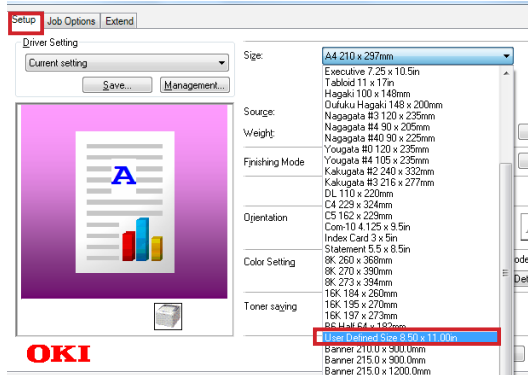 Setup
Job Options
Extend
Driver Setting
Current setting
Save...
Management...
A
OKI
Size:
A4 210 x 297mm
Source:
Weight:
Finishing Mode
Orientation
Color Setting
Toner saving
Executive 7.25 x 10.5in
Tabloid 11 x 17in
Hagaki 100 x 148mm
Oufuku Hagaki 148 x 200mm
Nagagata #3 120 x 235mm
Nagagata #4 90 x 205mm
Nagagata #40 90 x 225mm
Yougata #0 120 x 235mm
Yougata #4 105 x 235mm
Kakugata #2 240 x 332mm
Kakugata #3 216 x 277mm
DL 110 x 220mm
C4 229 x 324mm
C5 162 x 229mm
Com-10 4.125 x 9.5in
Index Card 3 x 5in
Statement 5.5 x 8.5in
8K 260 x 368mm
8K 270 x 390mm
8K 273 x 394mm
16K 184 x 260mm
16K 195 x 270mm
16K 197 x 273mm
B6 Half 64 x 182mm
User Defined Size 8.50 x 11.00in
Banner 210.0 x 900.0mm
Banner 215.0 x 900.0mm
Banner 215.0 x 1200.0mm